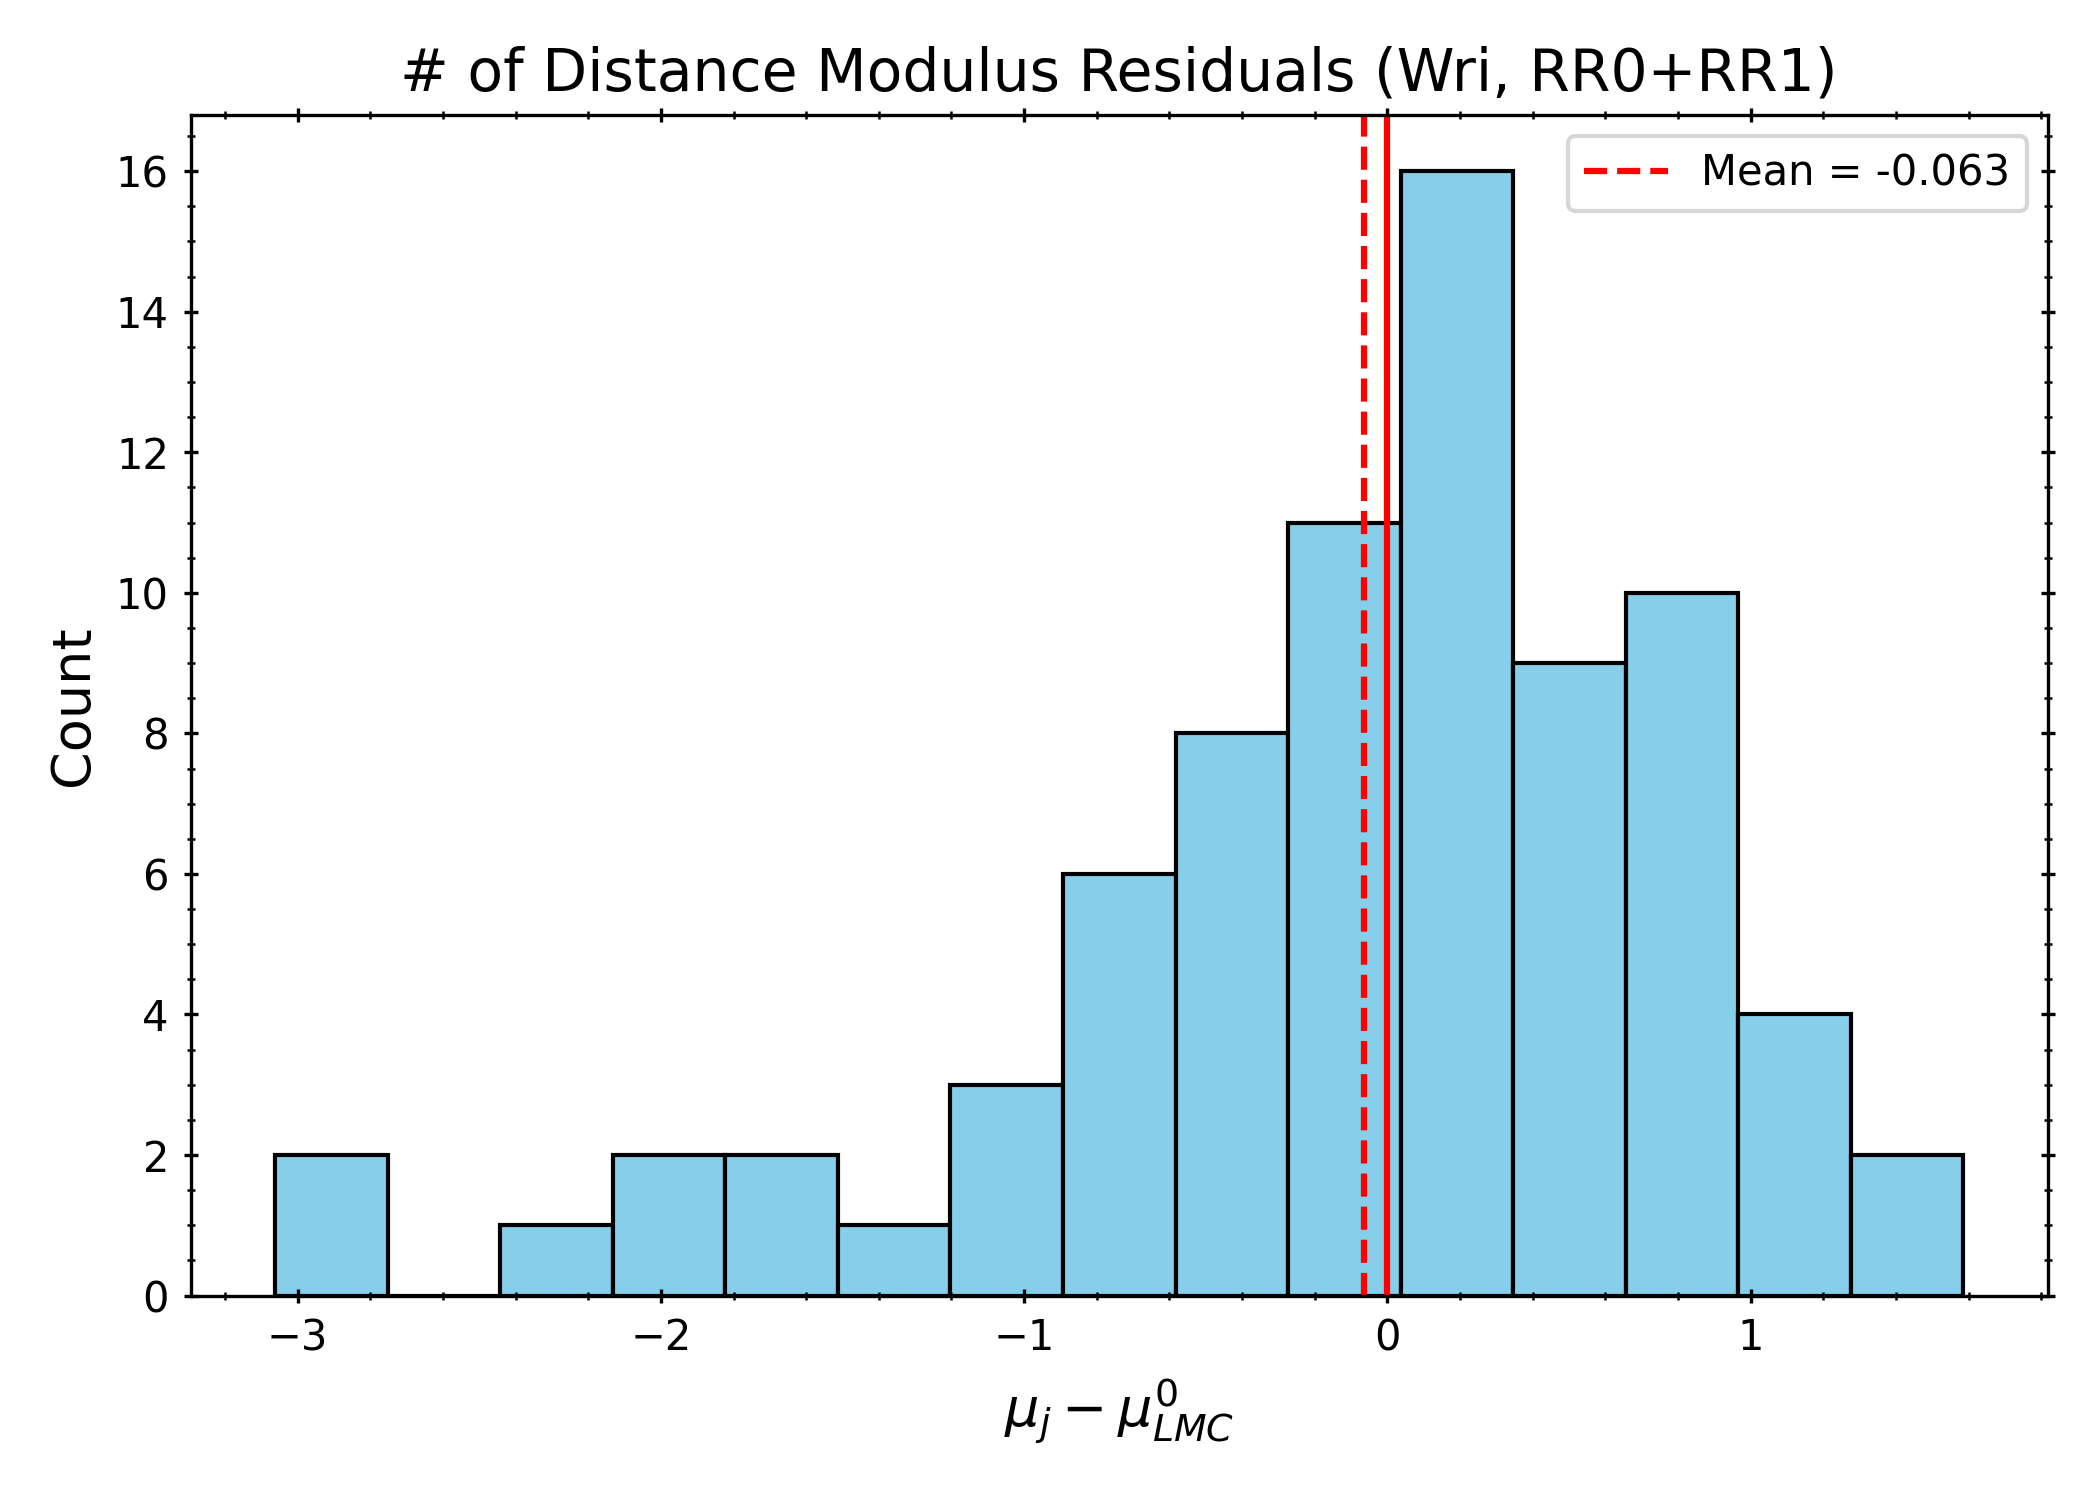 # of Distance Modulus Residuals (Wri, RR0+RR1)
Mean = -0.063
16
14
12
10
8
6
4
2
0
Count
−3 −2 −1 0 1
μj − μ0LMC